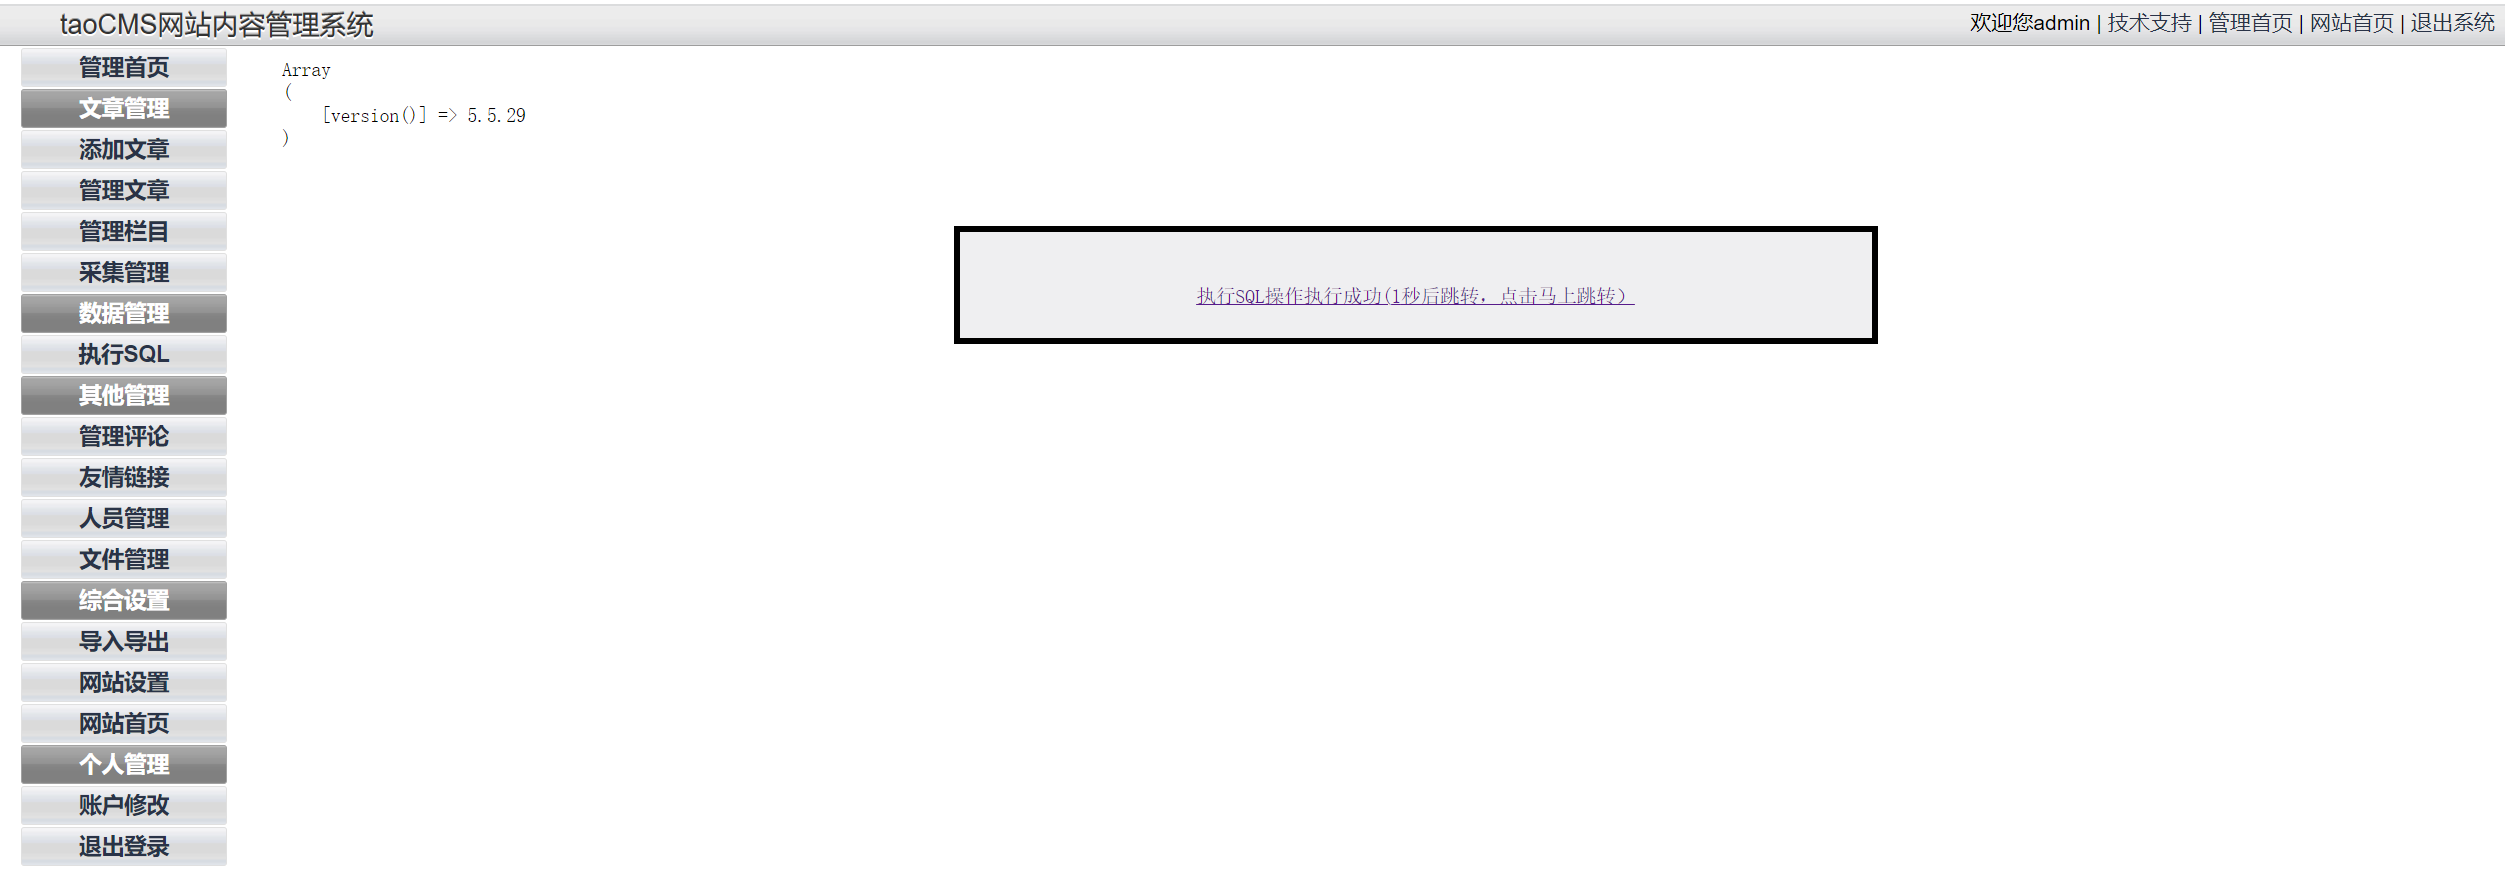 taoCMS网站内容管理系统
欢迎您admin | 技术支持 | 管理首页 | 网站首页 | 退出系统
管理首页
文章管理
添加文章
管理文章
管理栏目
采集管理
数据管理
执行SQL
其他管理
管理评论
友情链接
人员管理
文件管理
综合设置
导入导出
网站设置
网站首页
个人管理
账户修改
退出登录
Array
(
    [version()] => 5.5.29
)
执行SQL操作执行成功(1秒后跳转，点击马上跳转）